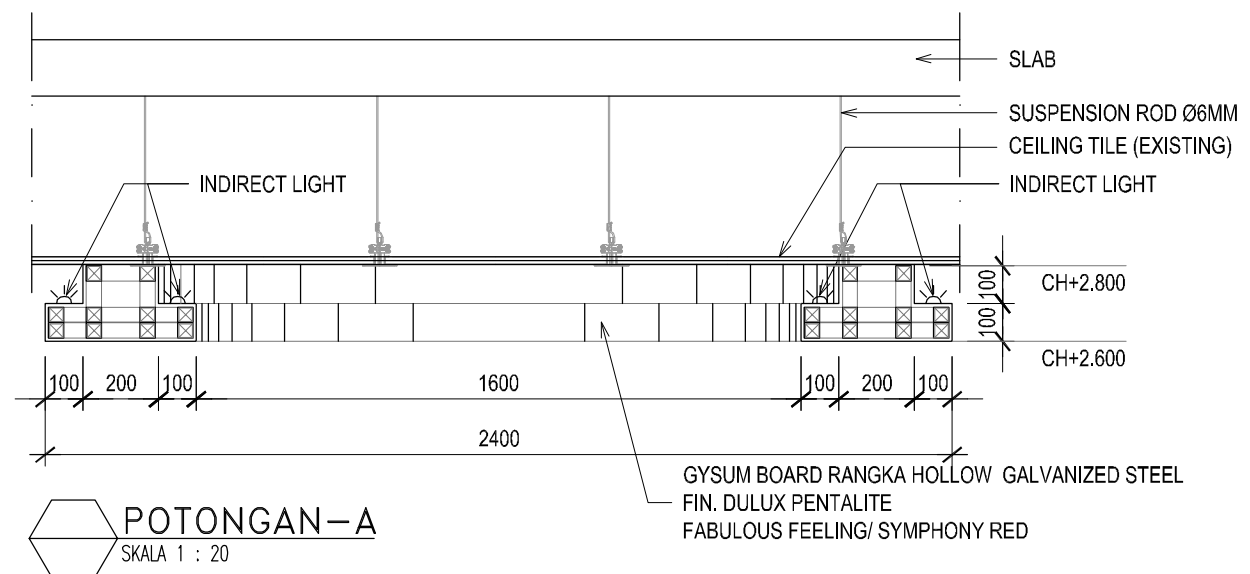 SLAB
SUSPENSION ROD Ø6MM
CEILING TILE (EXISTING)
INDIRECT LIGHT
INDIRECT LIGHT
100
CH+2.800
100
CH+2.600
100 200 100 1600 100 200 100
2400
GYSUM BOARD RANGKA HOLLOW GALVANIZED STEEL
FIN. DULUX PENTALITE
FABULOUS FEELING/ SYMPHONY RED
POTONGAN-A
SKALA 1 : 20